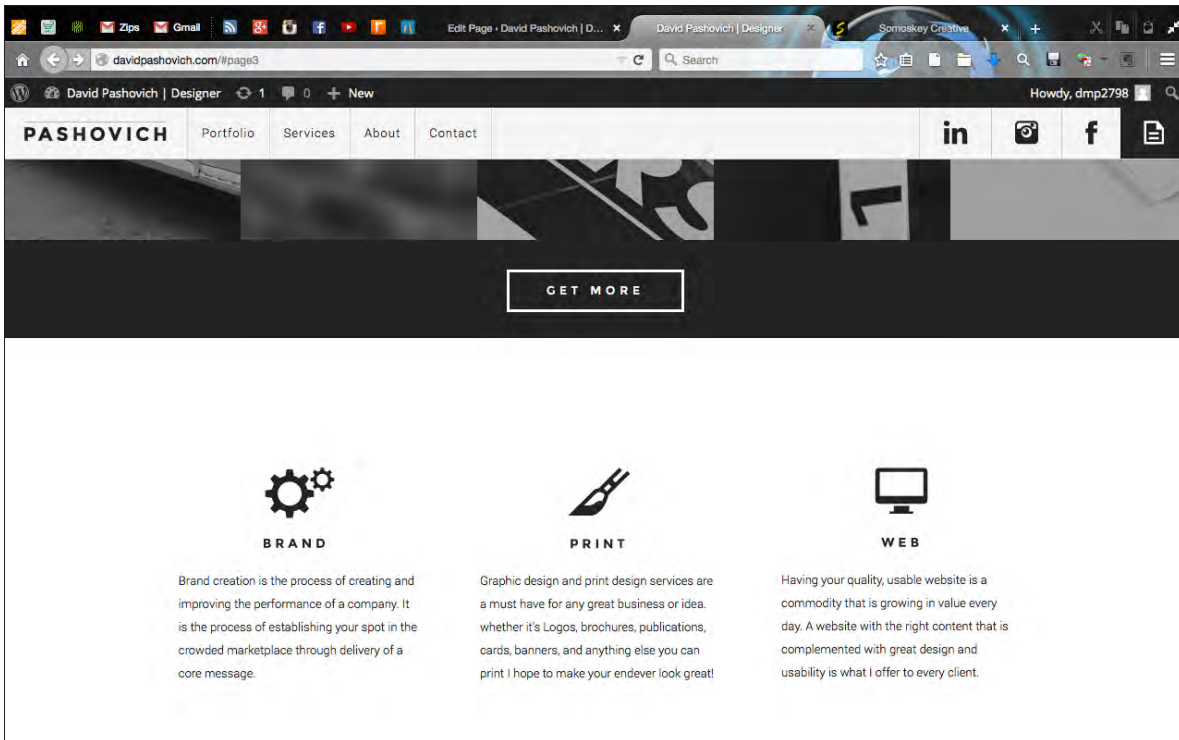 Zips Gmail Edit Page ‹ David Pashovich | D... × David Pashovich | Designer × Somoskey Creative × +
davidpashovich.com/#page3 Search
David Pashovich | Designer 1 0 + New Howdy, dmp2798
PASHOVICH Portfolio Services About Contact in f
GET MORE
BRAND
Brand creation is the process of creating and
improving the performance of a company. It
is the process of establishing your spot in the
crowded marketplace through delivery of a
core message.
PRINT
Graphic design and print design services are
a must have for any great business or idea.
whether it's Logos, brochures, publications,
cards, banners, and anything else you can
print I hope to make your endever look great!
WEB
Having your quality, usable website is a
commodity that is growing in value every
day. A website with the right content that is
complemented with great design and
usability is what I offer to every client.